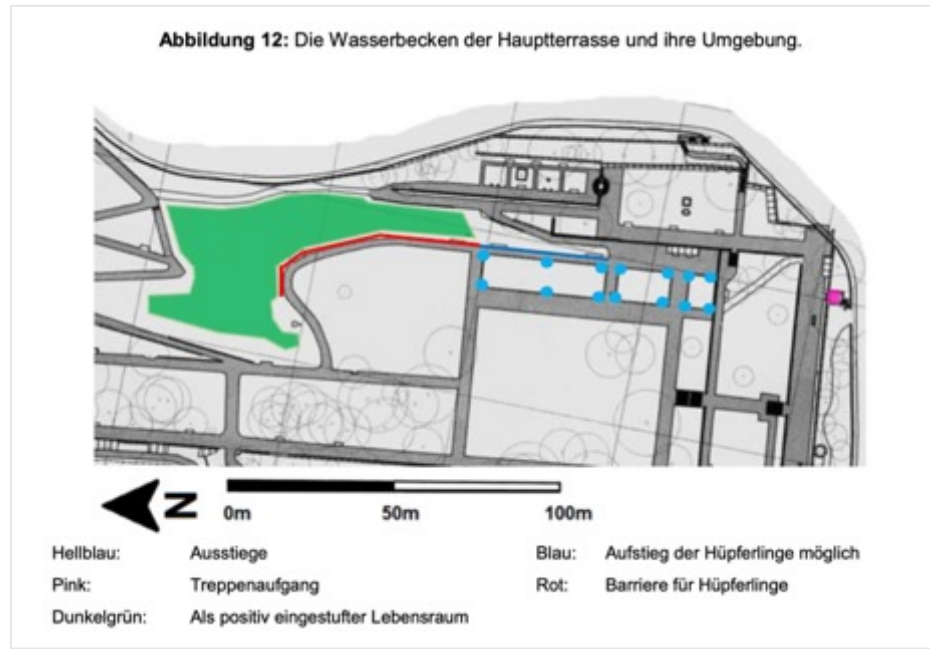 Abbildung 12: Die Wasserbecken der Hauptterrasse und ihre Umgebung.
N
0m 50m 100m
Hellblau: Ausstiege Blau: Aufstieg der Hüpferlinge möglich
Pink: Treppenaufgang Rot: Barriere für Hüpferlinge
Dunkelgrün: Als positiv eingestufter Lebensraum